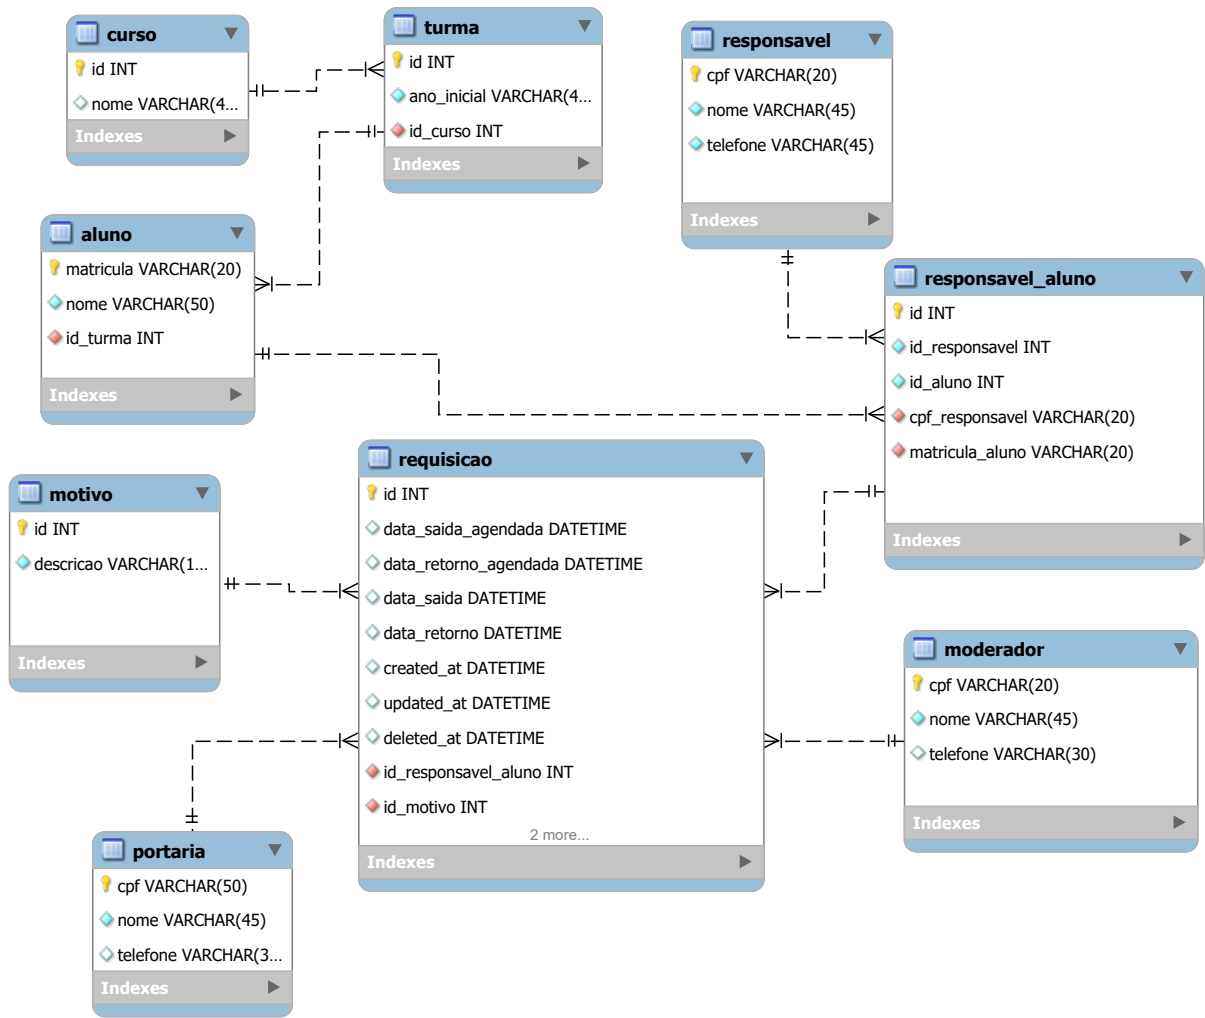 curso
id INT
nome VARCHAR(4...
Indexes
turma
id INT
ano_inicial VARCHAR(4...
id_curso INT
Indexes
responsavel
cpf VARCHAR(20)
nome VARCHAR(45)
telefone VARCHAR(45)
Indexes
aluno
matricula VARCHAR(20)
nome VARCHAR(50)
id_turma INT
Indexes
responsavel_aluno
id INT
id_responsavel INT
id_aluno INT
cpf_responsavel VARCHAR(20)
matricula_aluno VARCHAR(20)
Indexes
motivo
id INT
descricao VARCHAR(1...
Indexes
requisicao
id INT
data_saida_agendada DATETIME
data_retorno_agendada DATETIME
data_saida DATETIME
data_retorno DATETIME
created_at DATETIME
updated_at DATETIME
deleted_at DATETIME
id_responsavel_aluno INT
id_motivo INT
2 more...
Indexes
moderador
cpf VARCHAR(20)
nome VARCHAR(45)
telefone VARCHAR(30)
Indexes
portaria
cpf VARCHAR(50)
nome VARCHAR(45)
telefone VARCHAR(3...
Indexes